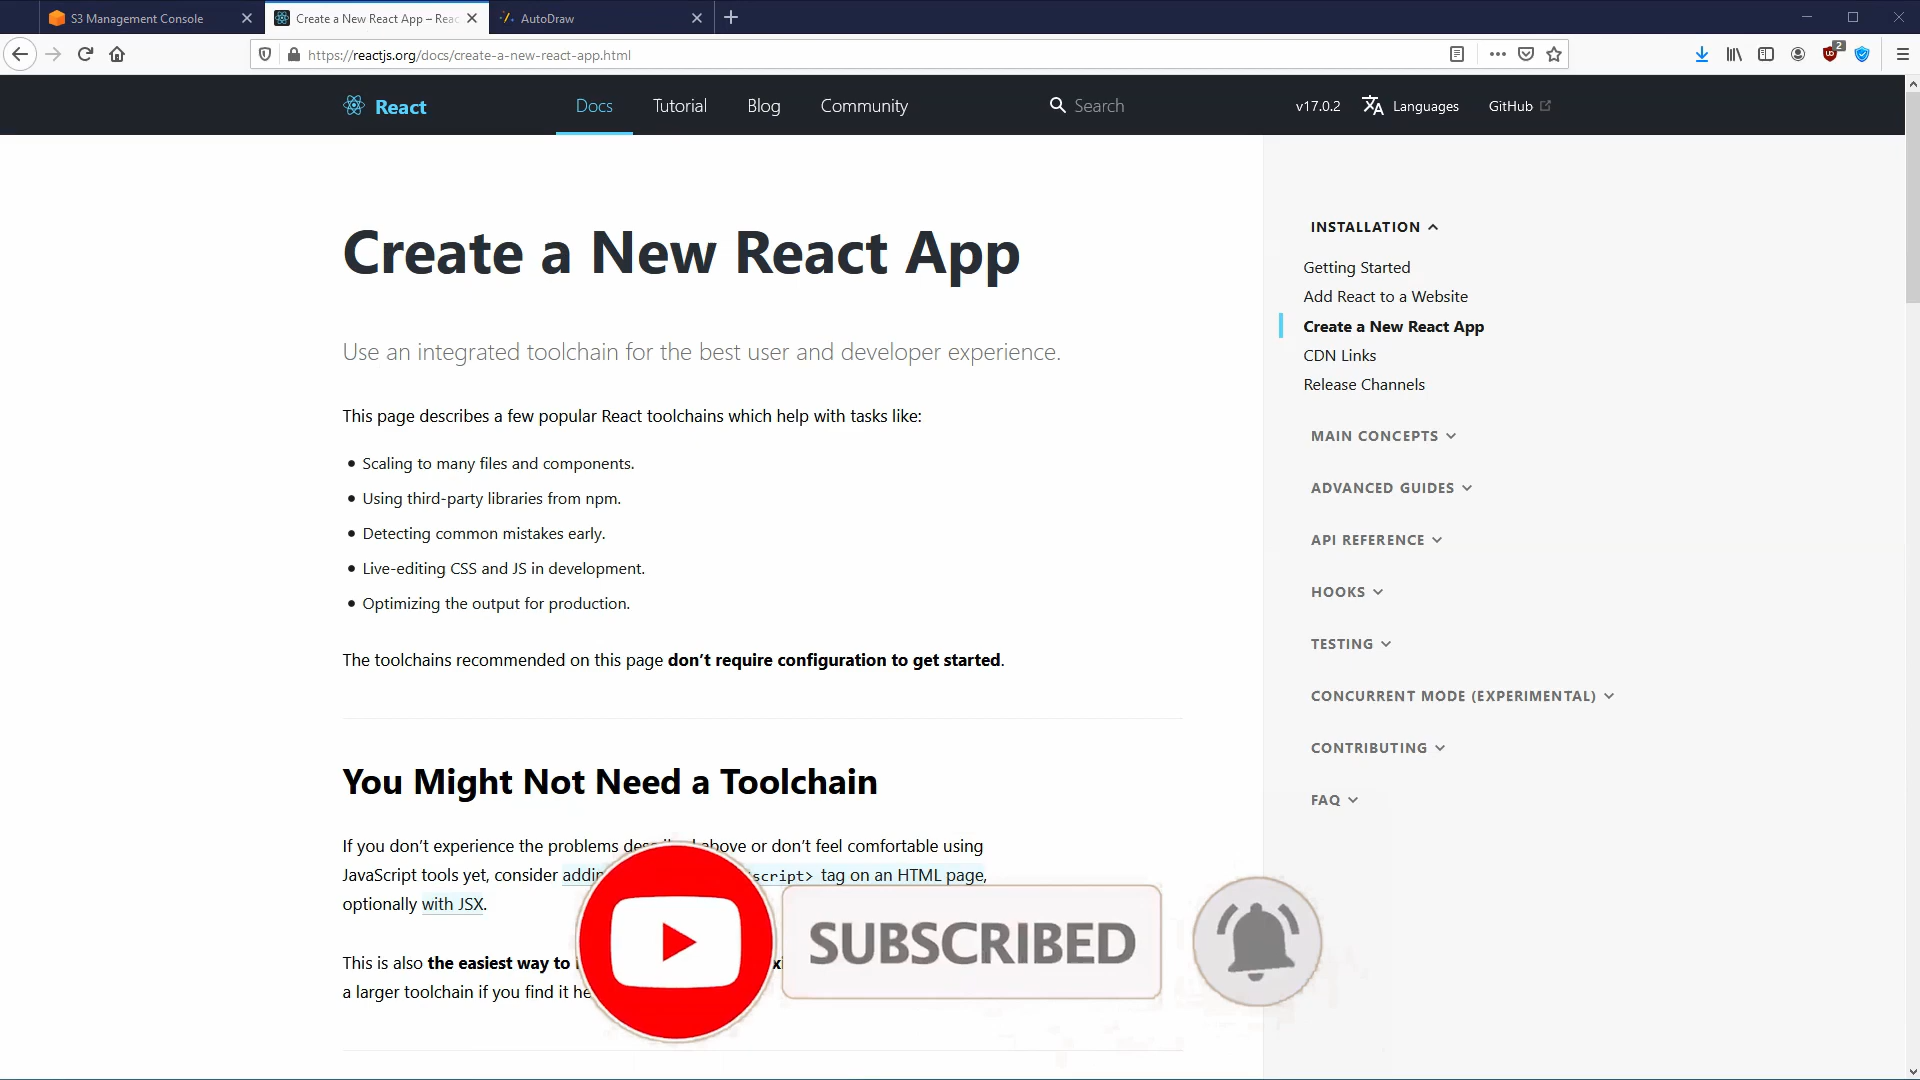 S3 Management Console
Create a New React App – Reac
AutoDraw
https://reactjs.org/docs/create-a-new-react-app.html
2
React
Docs
Tutorial
Blog
Community
Search
v17.0.2
Languages
GitHub
Create a New React App
Use an integrated toolchain for the best user and developer experience.
This page describes a few popular React toolchains which help with tasks like:
Scaling to many files and components.
Using third-party libraries from npm.
Detecting common mistakes early.
Live-editing CSS and JS in development.
Optimizing the output for production.
The toolchains recommended on this page don’t require configuration to get started.
You Might Not Need a Toolchain
If you don’t experience the problems described above or don’t feel comfortable using
JavaScript tools yet, consider script> tag on an HTML page,
optionally with JSX.
This is also the easiest way to
a larger toolchain if you find it
SUBSCRIBED
INSTALLATION
Getting Started
Add React to a Website
Create a New React App
CDN Links
Release Channels
MAIN CONCEPTS
ADVANCED GUIDES
API REFERENCE
HOOKS
TESTING
CONCURRENT MODE (EXPERIMENTAL)
CONTRIBUTING
FAQ